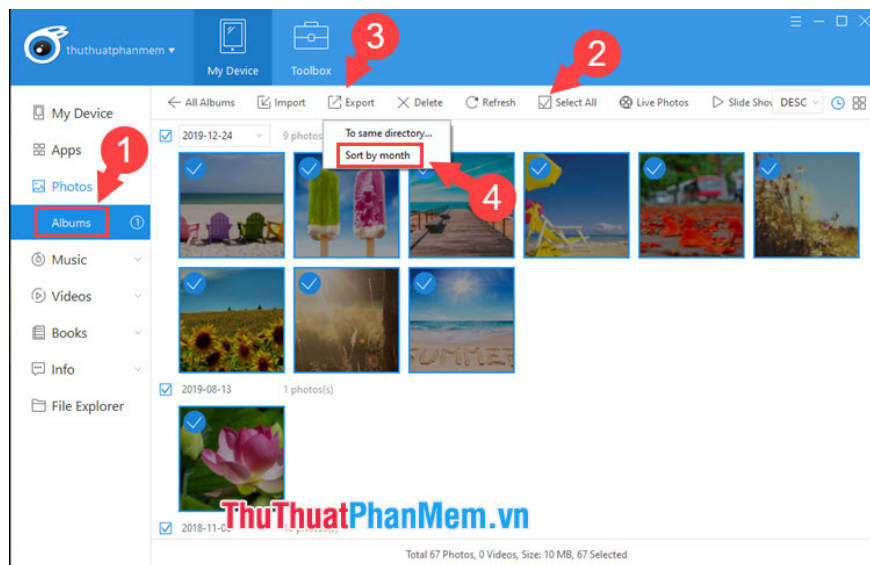 thuthuatphanmem
My Device
Toolbox
3
2
My Device
Apps
1
Photos
Albums
1
Music
Videos
Books
Info
File Explorer
All Albums Import Export Delete Refresh Select All Live Photos Slide Show DESC
2019-12-24 9 photos
To same directory...
Sort by month
4
SUMMER
2019-08-13 1 photos(s)
ThuThuatPhanMem.vn
2018-11-0
Total 67 Photos, 0 Videos, Size: 10 MB, 67 Selected